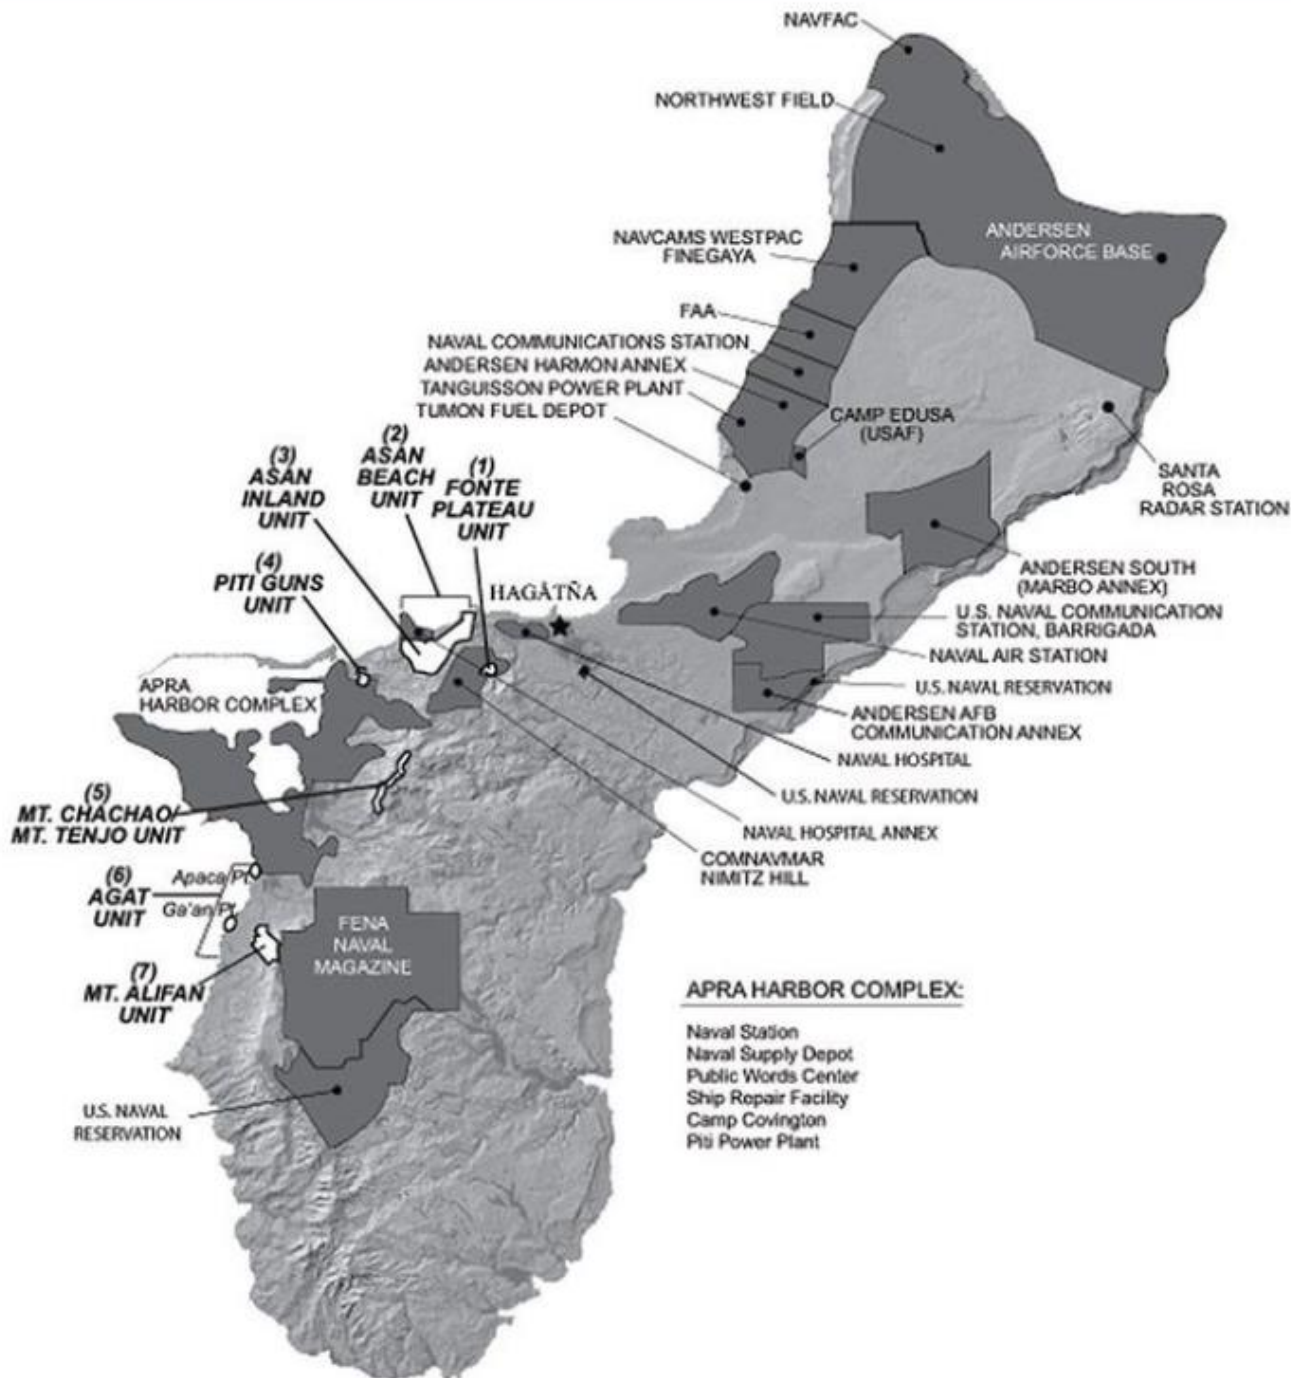 NAVFAC
NORTHWEST FIELD
ANDERSEN
AIRFORCE BASE
NAVCAMS WESTPAC
FINEGAYA
FAA
NAVAL COMMUNICATIONS STATION
ANDERSEN HARMON ANNEX
TANGUISSON POWER PLANT
TUMON FUEL DEPOT
CAMP EDUSA
(USAF)
SANTA
ROSA
RADAR STATION
(3)
ASAN
INLAND
UNIT
(2)
ASAN
BEACH
UNIT
(1)
FONTE
PLATEAU
UNIT
(4)
PITI GUNS
UNIT
HAGÅTÑA
ANDERSEN SOUTH
(MARBO ANNEX)
U.S. NAVAL COMMUNICATION
STATION, BARRIGADA
NAVAL AIR STATION
U.S. NAVAL RESERVATION
ANDERSEN AFB
COMMUNICATION ANNEX
NAVAL HOSPITAL
U.S. NAVAL RESERVATION
NAVAL HOSPITAL ANNEX
COMNAVMAR
NIMITZ HILL
APRA
HARBOR COMPLEX
(5)
MT. CHACHAO/
MT. TENJO UNIT
(6)
AGAT
UNIT
Apaca Pt.
Ga'an Pt.
(7)
MT. ALIFAN
UNIT
FENA
NAVAL
MAGAZINE
U.S. NAVAL
RESERVATION
APRA HARBOR COMPLEX:
Naval Station
Naval Supply Depot
Public Words Center
Ship Repair Facility
Camp Covington
Piti Power Plant